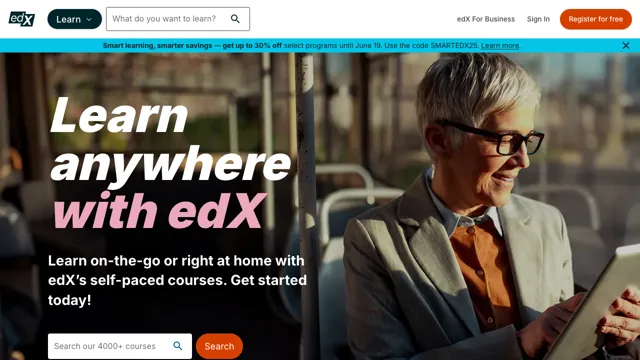 edX
Learn
What do you want to learn?
edX For Business
Sign In
Register for free
Smart learning, smarter savings — get up to 30% off select programs until June 19. Use the code SMARTEDX25. Learn more.
Learn
anywhere
with edX
Learn on-the-go or right at home with
edX’s self-paced courses. Get started
today!
Search our 4000+ courses
Search